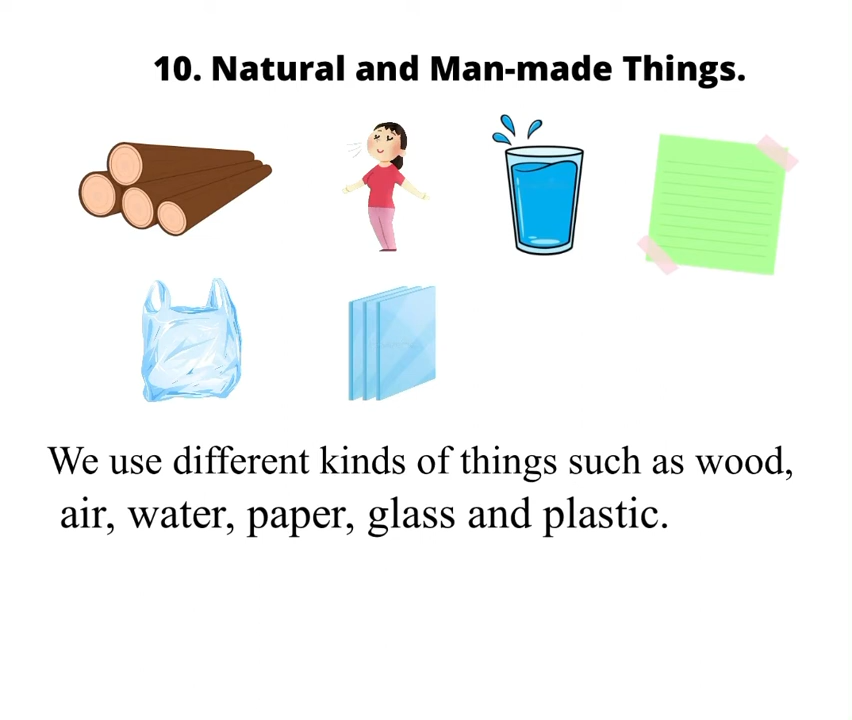 10. Natural and Man-made Things.
We use different kinds of things such as wood,
air, water, paper, glass and plastic.